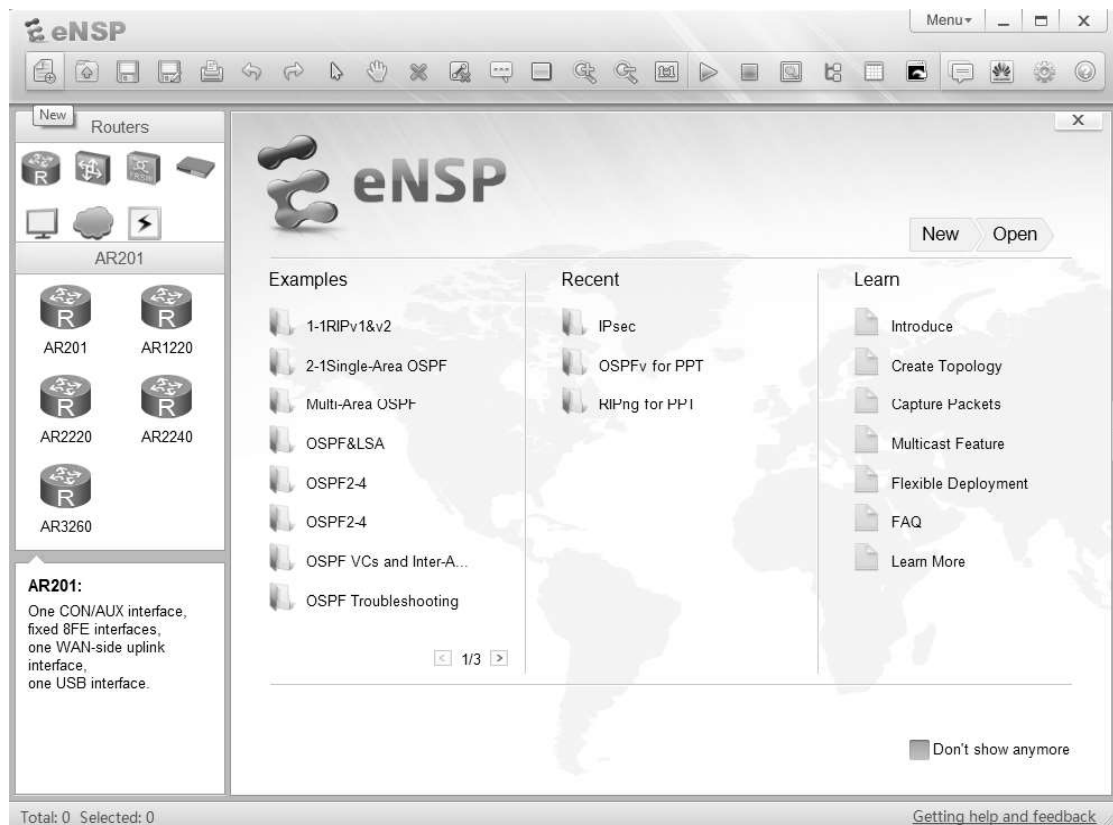 eNSP
Menu
New
Routers
R
AR201
R
AR201
R
AR1220
R
AR2220
R
AR2240
R
AR3260
AR201:
One CON/AUX interface,
fixed 8FE interfaces,
one WAN-side uplink
interface,
one USB interface.
eNSP
New Open
Examples
1-1RIPv1&v2
2-1Single-Area OSPF
Multi-Area OSPF
OSPF&LSA
OSPF2-4
OSPF2-4
OSPF VCs and Inter-A...
OSPF Troubleshooting
< 1/3 >
Recent
IPsec
OSPFv for PPT
RIPng for PPT
Learn
Introduce
Create Topology
Capture Packets
Multicast Feature
Flexible Deployment
FAQ
Learn More
Don't show anymore
Total: 0 Selected: 0
Getting help and feedback